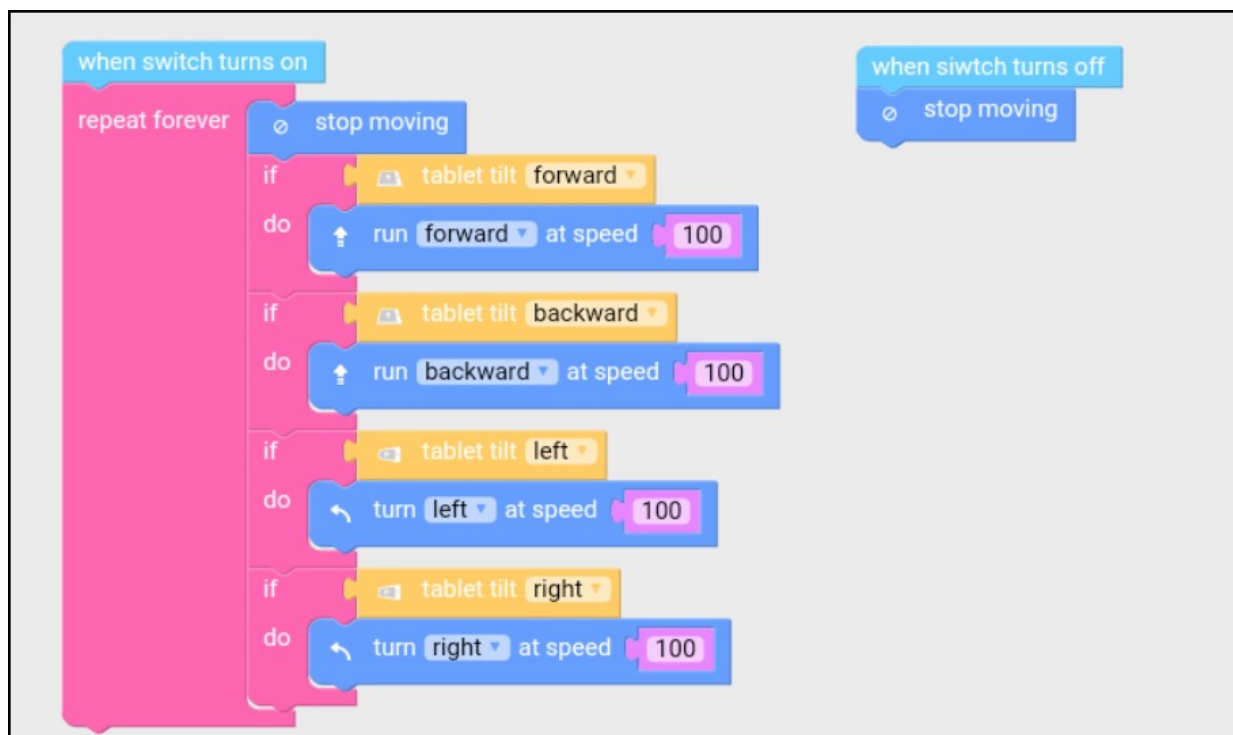 when switch turns on
repeat forever
stop moving
if tablet tilt forward
do run forward at speed 100
if tablet tilt backward
do run backward at speed 100
if tablet tilt left
do turn left at speed 100
if tablet tilt right
do turn right at speed 100
when siwtch turns off
stop moving